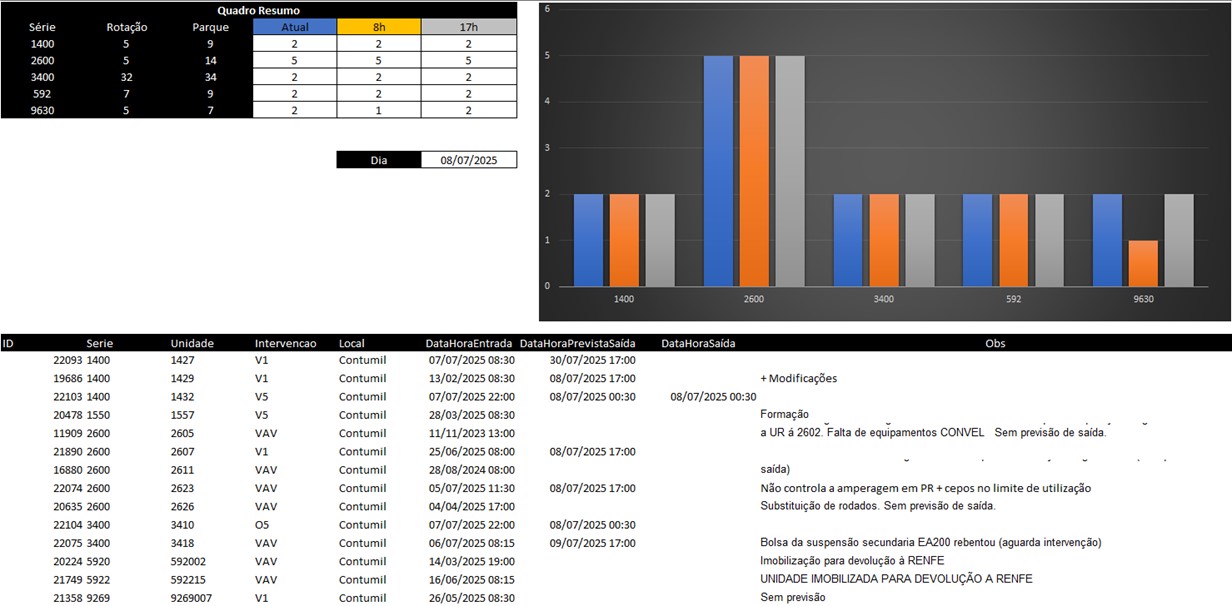 Quadro Resumo
Série Rotação Parque Atual 8h 17h
1400 5 9 2 2 2
2600 5 14 5 5 5
3400 32 34 2 2 2
592 7 9 2 2 2
9630 5 7 2 1 2
Dia 08/07/2025
6
5
4
3
2
1
0
1400 2600 3400 592 9630
ID Serie Unidade Intervencao Local DataHoraEntrada DataHoraPrevistaSaída DataHoraSaída Obs
22093 1400 1427 V1 Contumil 07/07/2025 08:30 30/07/2025 17:00
19686 1400 1429 V1 Contumil 13/02/2025 08:30 08/07/2025 17:00 + Modificações
22103 1400 1432 V5 Contumil 07/07/2025 22:00 08/07/2025 00:30 08/07/2025 00:30
20478 1550 1557 V5 Contumil 28/03/2025 08:30 Formação
11909 2600 2605 VAV Contumil 11/11/2023 13:00 a UR á 2602. Falta de equipamentos CONVEL Sem previsão de saída.
21890 2600 2607 V1 Contumil 25/06/2025 08:00 08/07/2025 17:00
16880 2600 2611 VAV Contumil 28/08/2024 08:00 saída)
22074 2600 2623 VAV Contumil 05/07/2025 11:30 08/07/2025 17:00 Não controla a amperagem em PR + cepos no limite de utilização
20635 2600 2626 VAV Contumil 04/04/2025 17:00 Substituição de rodados. Sem previsão de saída.
22104 3400 3410 O5 Contumil 07/07/2025 22:00 08/07/2025 00:30
22075 3400 3418 VAV Contumil 06/07/2025 08:15 09/07/2025 17:00 Bolsa da suspensão secundaria EA200 rebentou (aguarda intervenção)
20224 5920 592002 VAV Contumil 14/03/2025 19:00 Imobilização para devolução à RENFE
21749 5922 592215 VAV Contumil 16/06/2025 08:15 UNIDADE IMOBILIZADA PARA DEVOLUÇÃO A RENFE
21358 9269 9269007 V1 Contumil 26/05/2025 08:30 Sem previsão